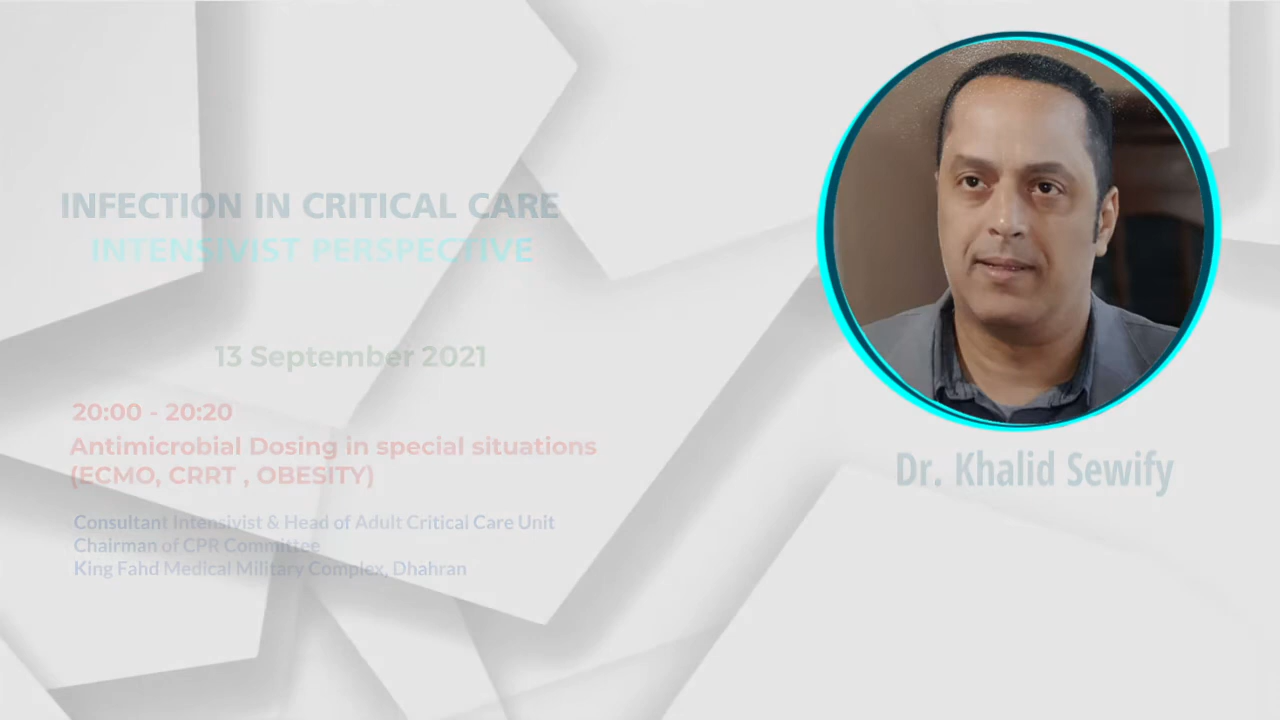 INFECTION IN CRITICAL CARE
INTENSIVIST PERSPECTIVE
13 September 2021
20:00 - 20:20
Antimicrobial Dosing in special situations
(ECMO, CRRT , OBESITY)
Consultant Intensivist & Head of Adult Critical Care Unit
Chairman of CPR Committee
King Fahd Medical Military Complex, Dhahran
Dr. Khalid Sewify